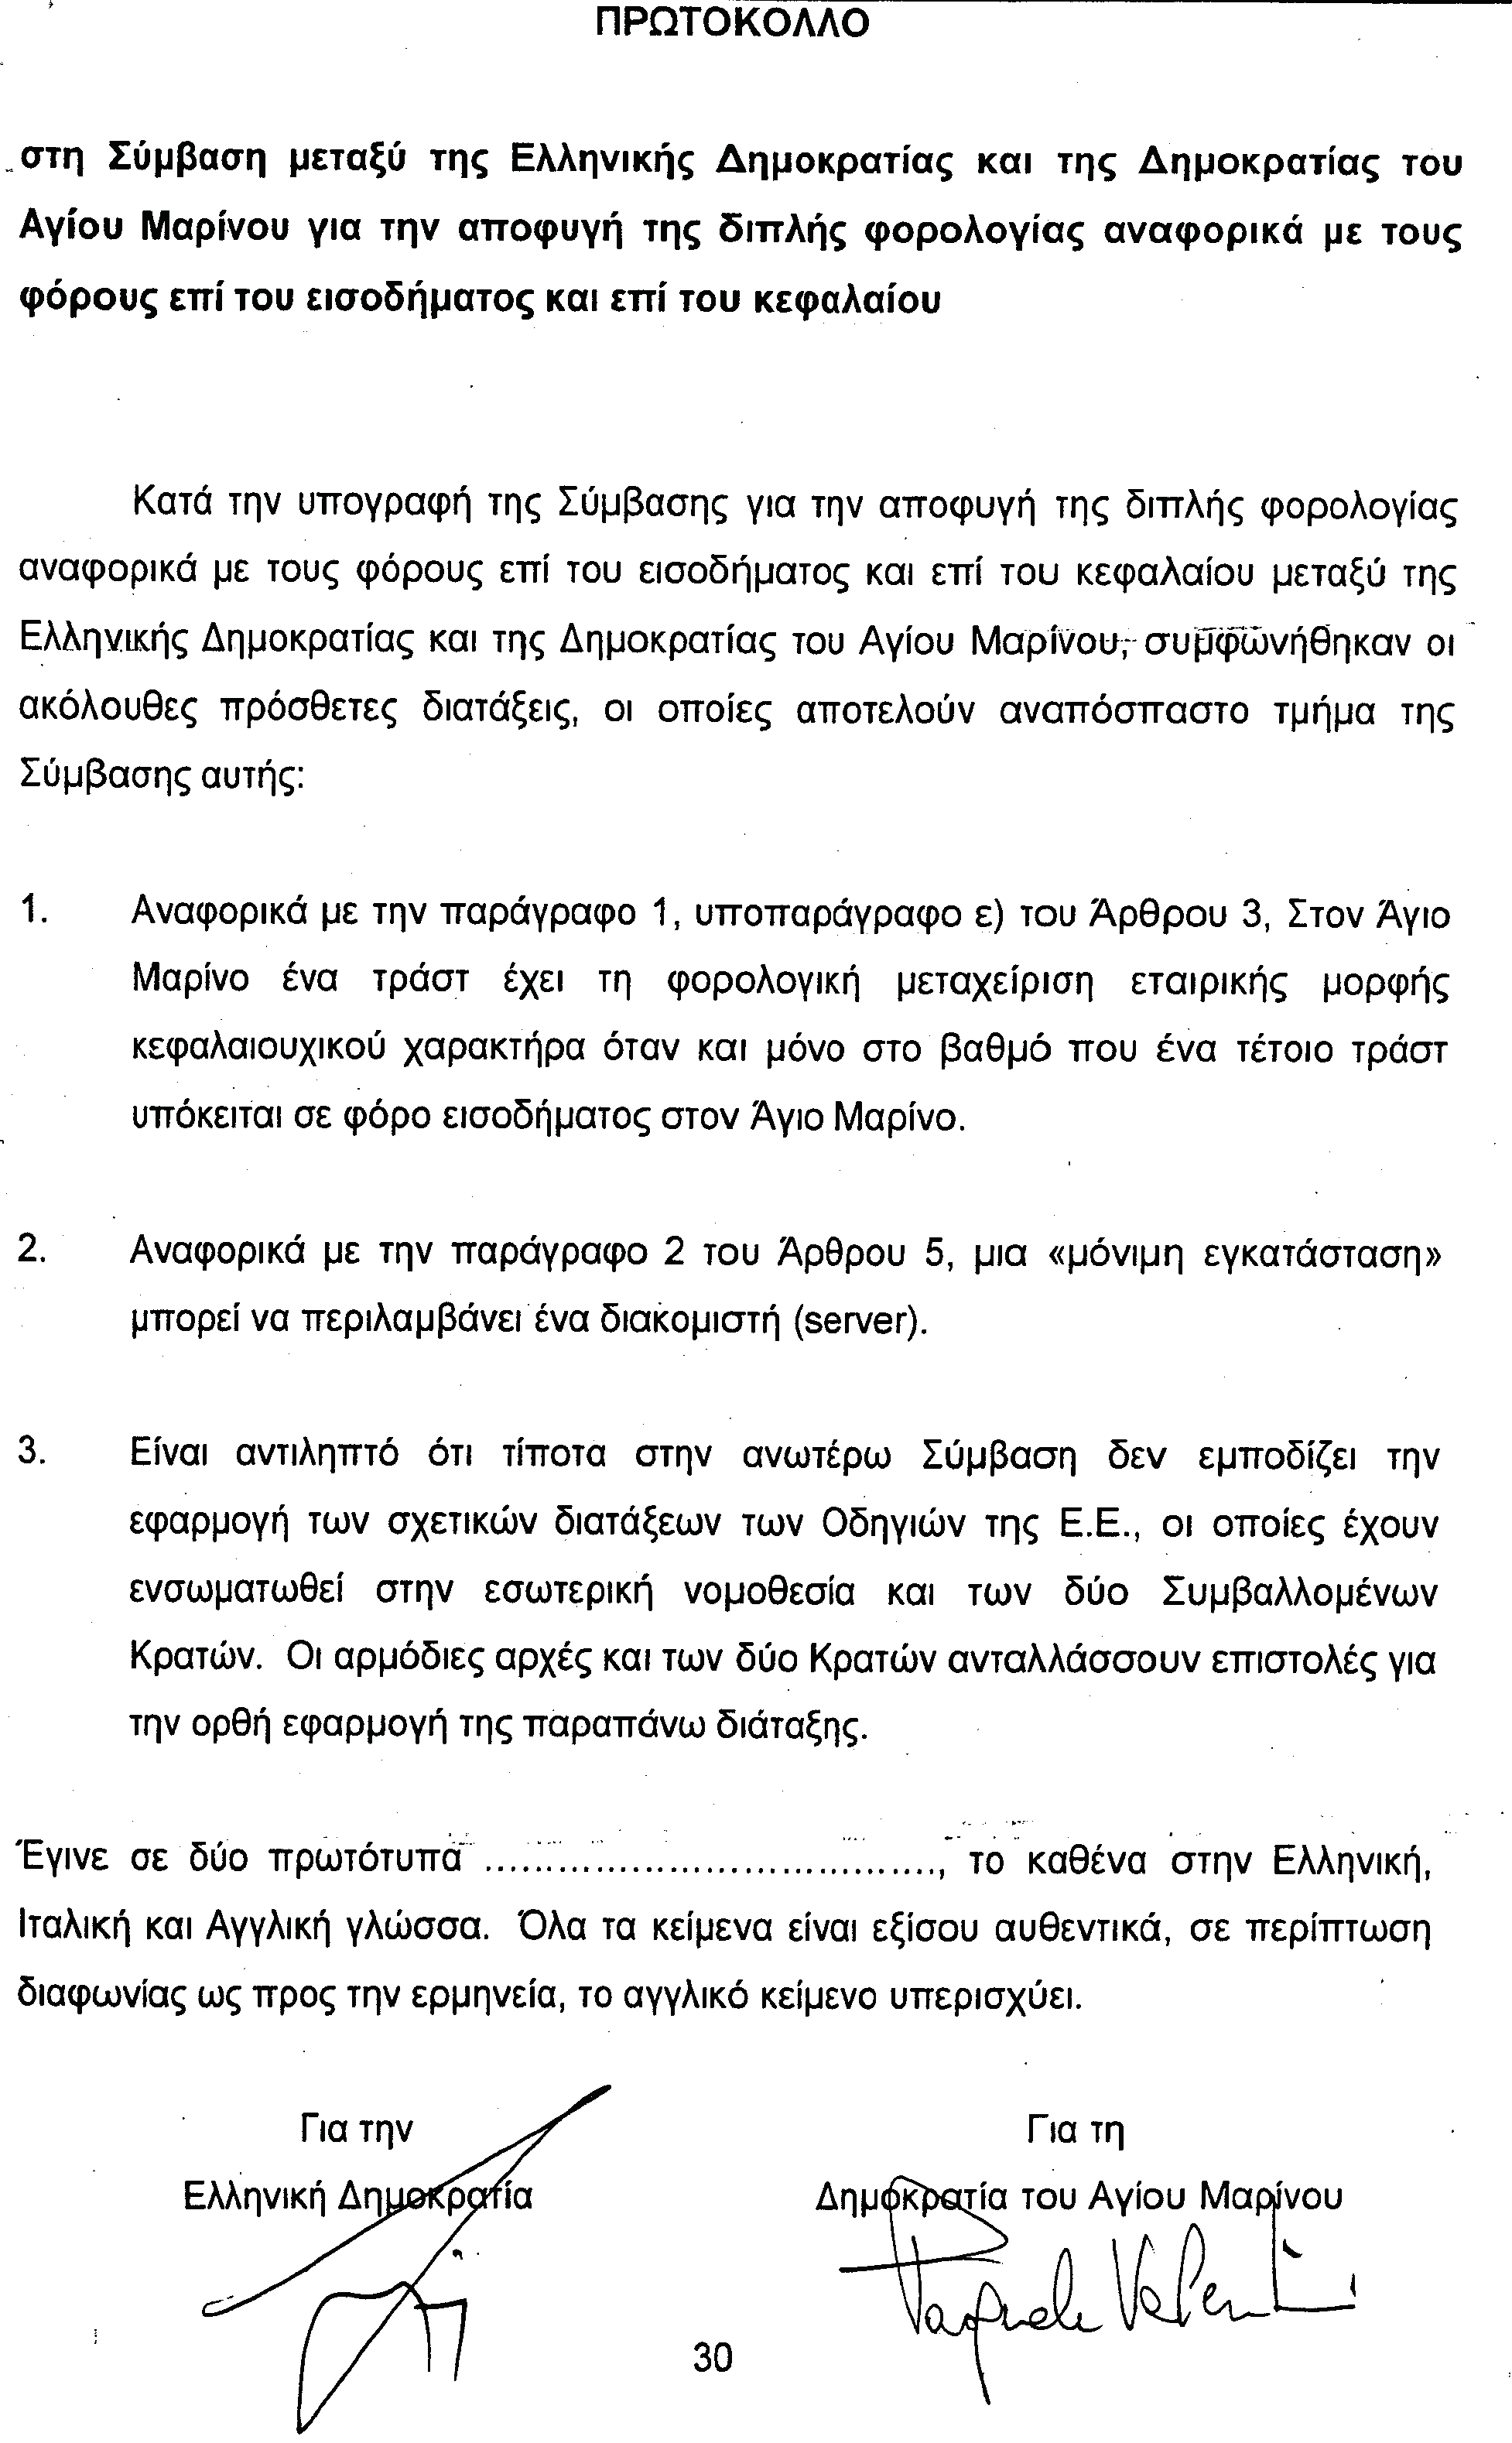 ΠΡΩΤΟΚΟΛΛΟ
στη Σύμβαση μεταξύ της Ελληνικής Δημοκρατίας και της Δημοκρατίας του
Αγίου Μαρίνου για την αποφυγή της διπλής φορολογίας αναφορικά με τους
φόρους επί του εισοδήματος και επί του κεφαλαίου
Κατά την υπογραφή της Σύμβασης για την αποφυγή της διπλής φορολογίας
αναφορικά με τους φόρους επί του εισοδήματος και επί του κεφαλαίου μεταξύ της
Ελληνικής Δημοκρατίας και της Δημοκρατίας του Αγίου Μαρίνου, συμφωνήθηκαν οι
ακόλουθες πρόσθετες διατάξεις, οι οποίες αποτελούν αναπόσπαστο τμήμα της
Σύμβασης αυτής:
1. Αναφορικά με την παράγραφο 1, υποπαράγραφο ε) του Άρθρου 3, Στον Άγιο
Μαρίνο ένα τράστ έχει τη φορολογική μεταχείριση εταιρικής μορφής
κεφαλαιουχικού χαρακτήρα όταν και μόνο στο βαθμό που ένα τέτοιο τράστ
υπόκειται σε φόρο εισοδήματος στον Άγιο Μαρίνο.
2. Αναφορικά με την παράγραφο 2 του Άρθρου 5, μια «μόνιμη εγκατάσταση»
μπορεί να περιλαμβάνει ένα διακομιστή (server).
3. Είναι αντιληπτό ότι τίποτα στην ανωτέρω Σύμβαση δεν εμποδίζει την
εφαρμογή των σχετικών διατάξεων των Οδηγιών της Ε.Ε., οι οποίες έχουν
ενσωματωθεί στην εσωτερική νομοθεσία και των δύο Συμβαλλομένων
Κρατών. Οι αρμόδιες αρχές και των δύο Κρατών ανταλλάσσουν επιστολές για
την ορθή εφαρμογή της παραπάνω διάταξης.
Έγινε σε δύο πρωτότυπα ......................................., το καθένα στην Ελληνική,
Ιταλική και Αγγλική γλώσσα. Όλα τα κείμενα είναι εξίσου αυθεντικά, σε περίπτωση
διαφωνίας ως προς την ερμηνεία, το αγγλικό κείμενο υπερισχύει.
Για την
Ελληνική Δημοκρατία
Για τη
Δημοκρατία του Αγίου Μαρίνου
30